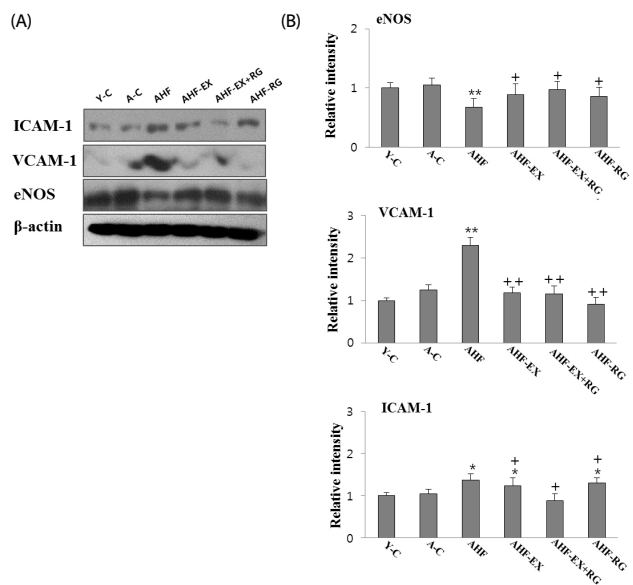 (A)
Y-C A-C AHF AHF-EX AHF-EX+RG AHF-RG
ICAM-1
VCAM-1
eNOS
β-actin
(B)
eNOS
Relative intensity
2
1
0
** + + +
Y-C A-C AHF AHF-EX AHF-EX+RG AHF-RG
VCAM-1
Relative intensity
3
2
1
0
** ++ ++ ++
Y-C A-C AHF AHF-EX AHF-EX+RG AHF-RG
ICAM-1
Relative intensity
3
2
1
0
+ +
* * + *
Y-C A-C AHF AHF-EX AHF-EX+RG AHF-RG